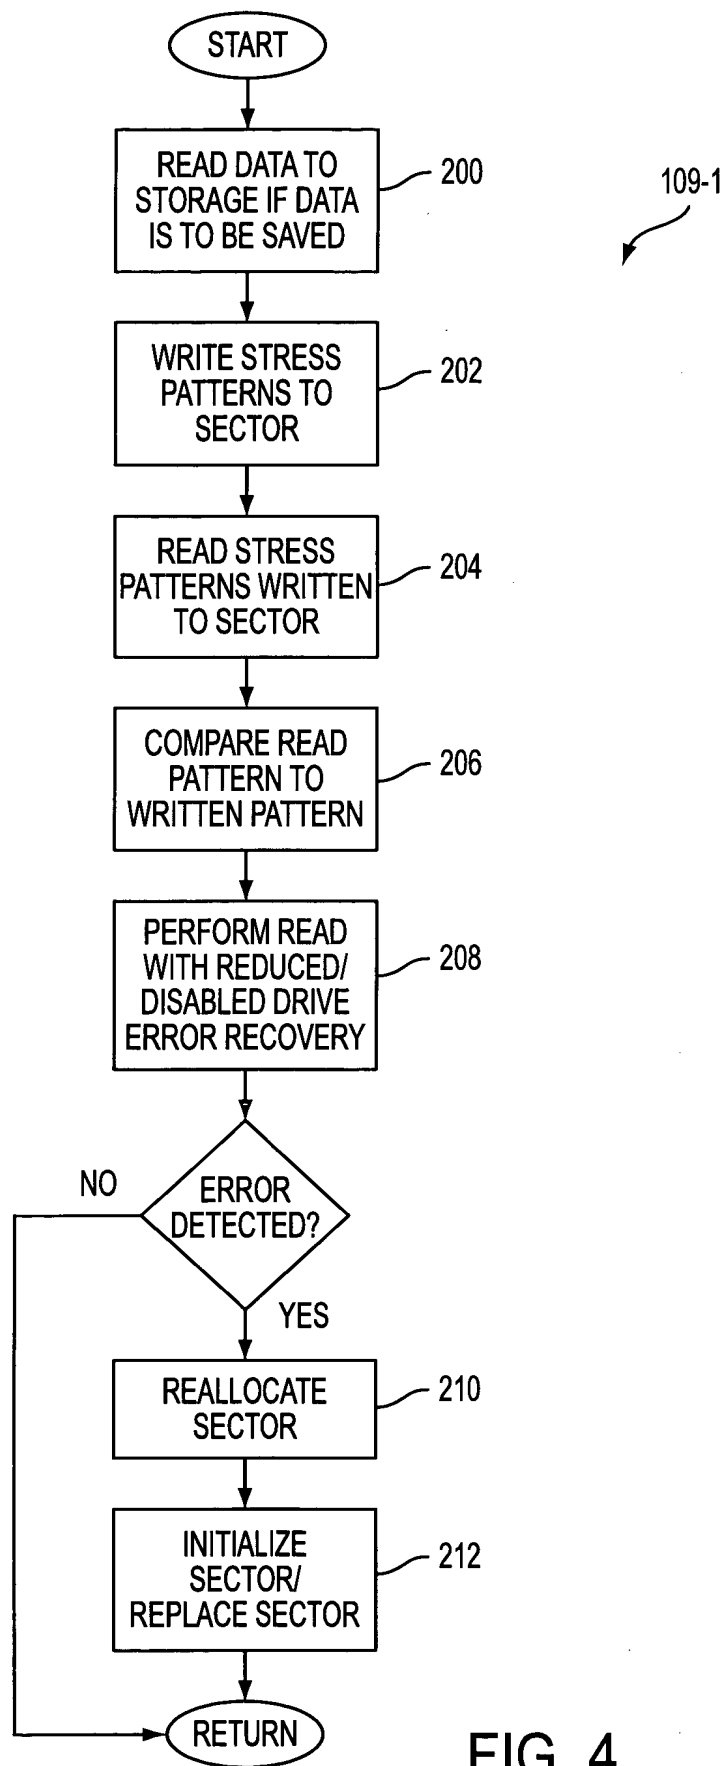 START
READ DATA TO
STORAGE IF DATA
IS TO BE SAVED
200
109-1
WRITE STRESS
PATTERNS TO
SECTOR
202
READ STRESS
PATTERNS WRITTEN
TO SECTOR
204
COMPARE READ
PATTERN TO
WRITTEN PATTERN
206
PERFORM READ
WITH REDUCED/
DISABLED DRIVE
ERROR RECOVERY
208
NO
ERROR
DETECTED?
YES
REALLOCATE
SECTOR
210
INITIALIZE
SECTOR/
REPLACE SECTOR
212
RETURN
FIG. 4